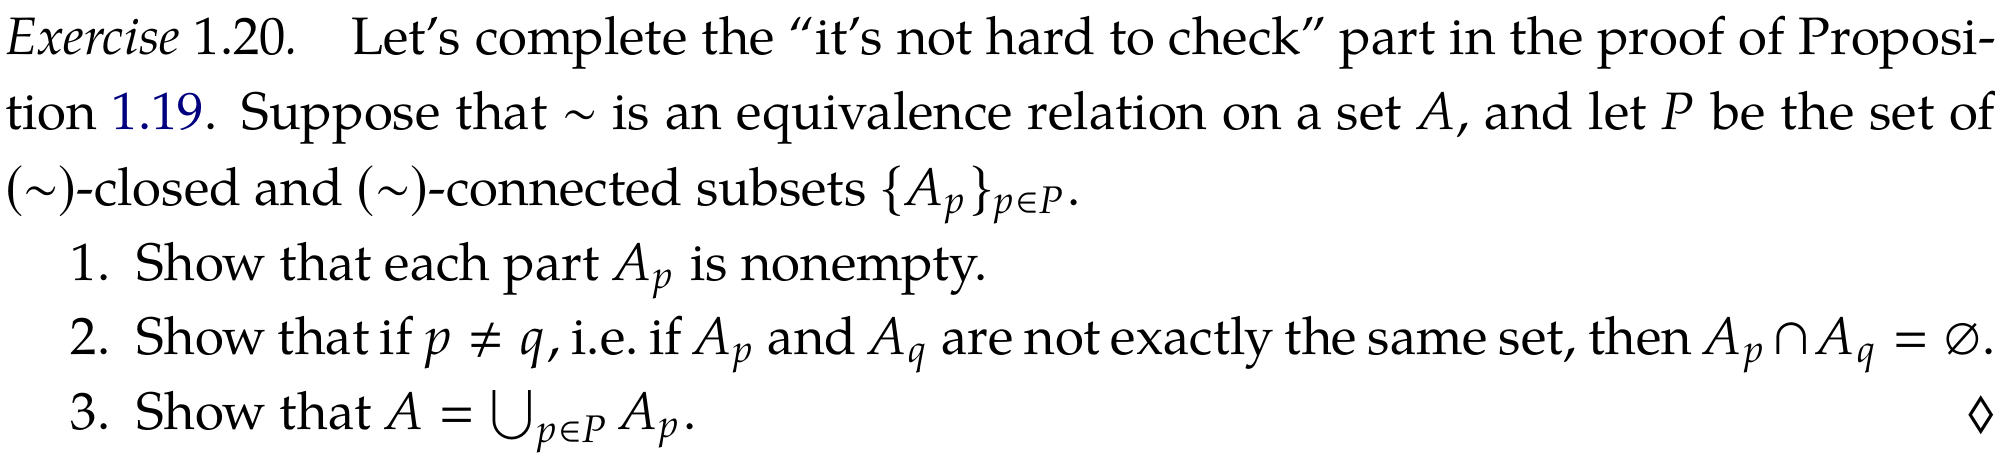 Exercise 1.20. Let’s complete the “it’s not hard to check” part in the proof of Proposi-
tion 1.19. Suppose that ∼ is an equivalence relation on a set A, and let P be the set of
(∼)-closed and (∼)-connected subsets {A_p}_{p∈P}.
1. Show that each part A_p is nonempty.
2. Show that if p ≠ q, i.e. if A_p and A_q are not exactly the same set, then A_p ∩ A_q = ∅.
3. Show that A = ⋃_{p∈P} A_p. ◊